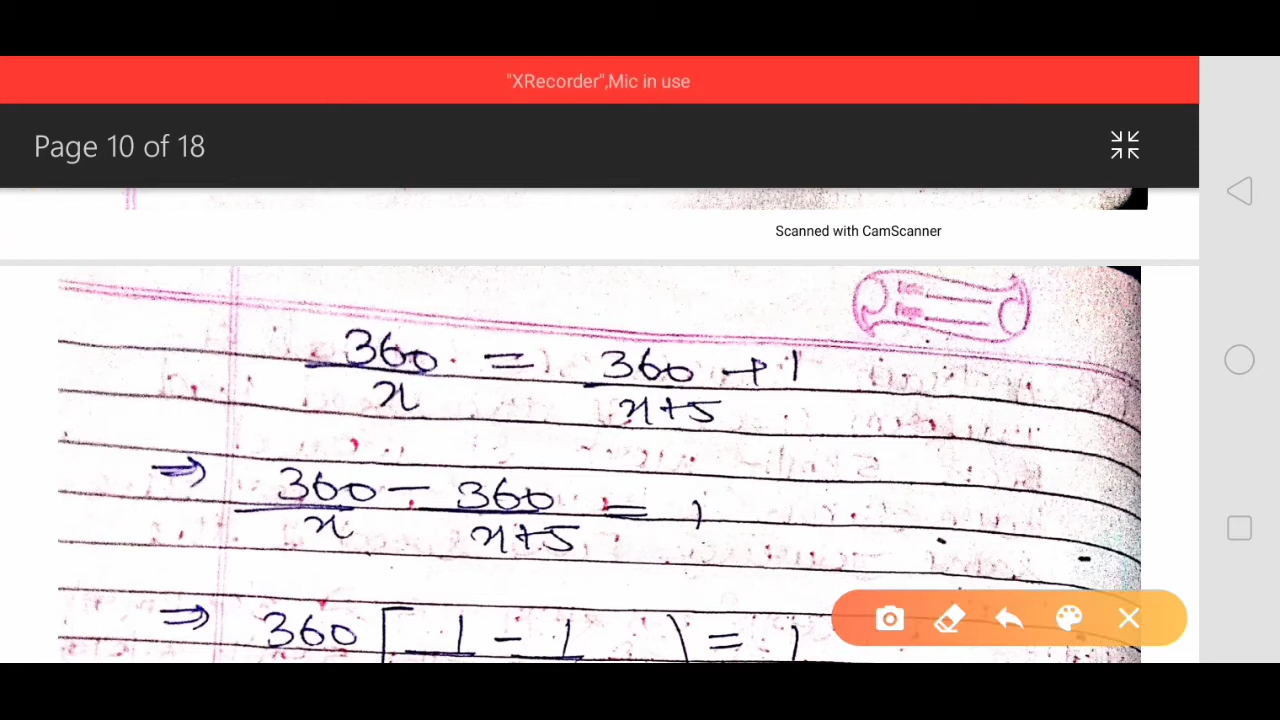 "XRecorder",Mic in use
Page 10 of 18
Scanned with CamScanner
360/x = 360/x+5 + 1
⇒ 360/x - 360/x+5 = 1
⇒ 360 [ 1 - 1 ) = 1